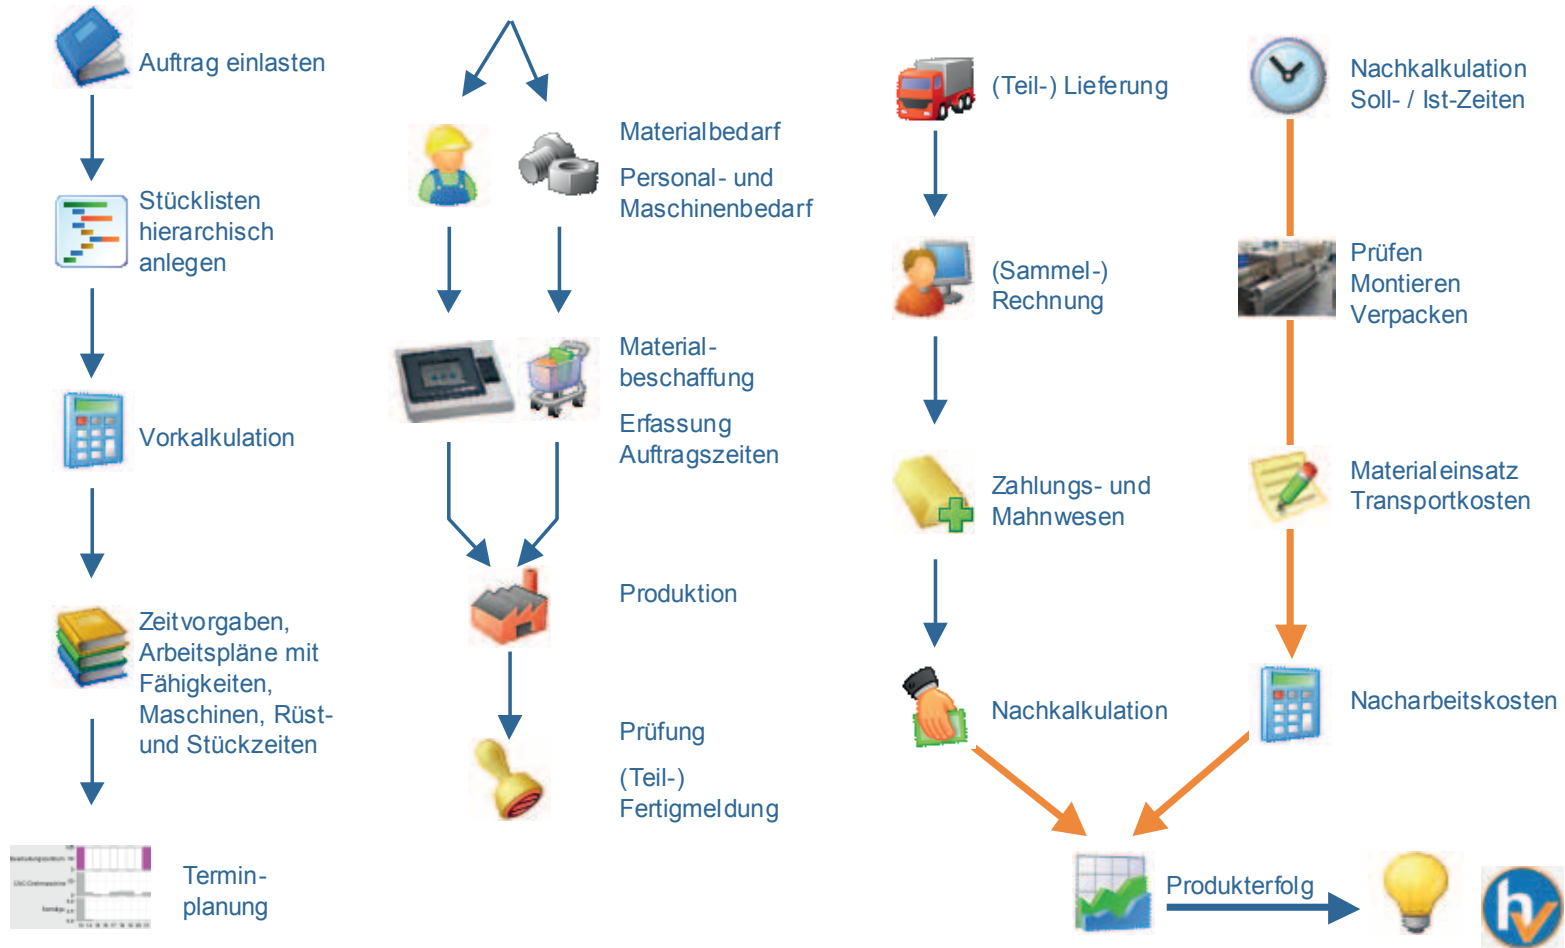 Auftrag einlasten
Stücklisten
hierarchisch
anlegen
Vorkalkulation
Zeitvorgaben,
Arbeitspläne mit
Fähigkeiten,
Maschinen, Rüst-
und Stückzeiten
Termin-
planung
Materialbedarf
Personal- und
Maschinenbedarf
Material-
beschaffung
Erfassung
Auftragszeiten
Produktion
Prüfung
(Teil-)
Fertigmeldung
(Teil-) Lieferung
(Sammel-)
Rechnung
Zahlungs- und
Mahnwesen
Nachkalkulation
Nachkalkulation
Soll- / Ist-Zeiten
Prüfen
Montieren
Verpacken
Materialeinsatz
Transportkosten
Nacharbeitskosten
Produkterfolg
hv